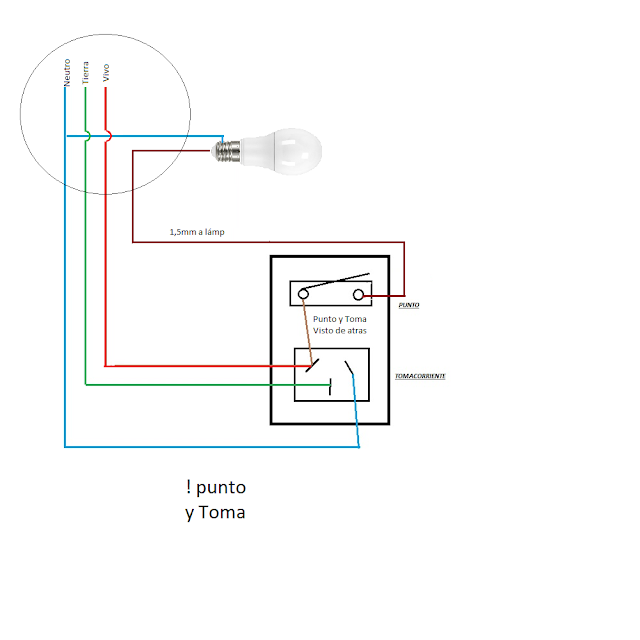 Neutro
Tierra
Vivo
1,5mm a lámp
PUNTO
Punto y Toma
Visto de atras
TOMACORRIENTE
! punto
y Toma